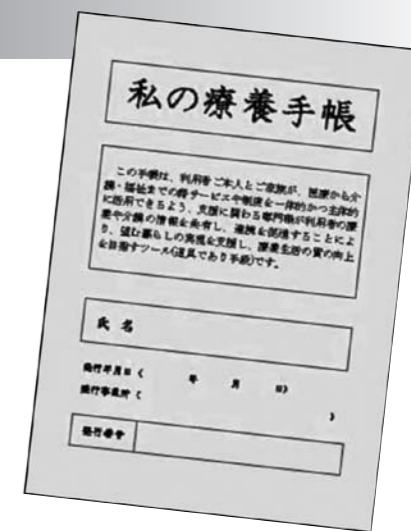 私の療養手帳
この手帳は、利用者ご本人とご家族が、医療から介
護・福祉までの諸サービスや制度を一体的かつ主体的
に活用できるよう、支援に関わる専門職が利用者の療
養や介護の情報を共有し、連携を促進することによ
り、望む暮らしの実現を支援し、療養生活の質の向上
を目指すツール(道具であり手段)です。
氏 名
発行年月日( 年 月 日)
発行事業所( )
発行番号